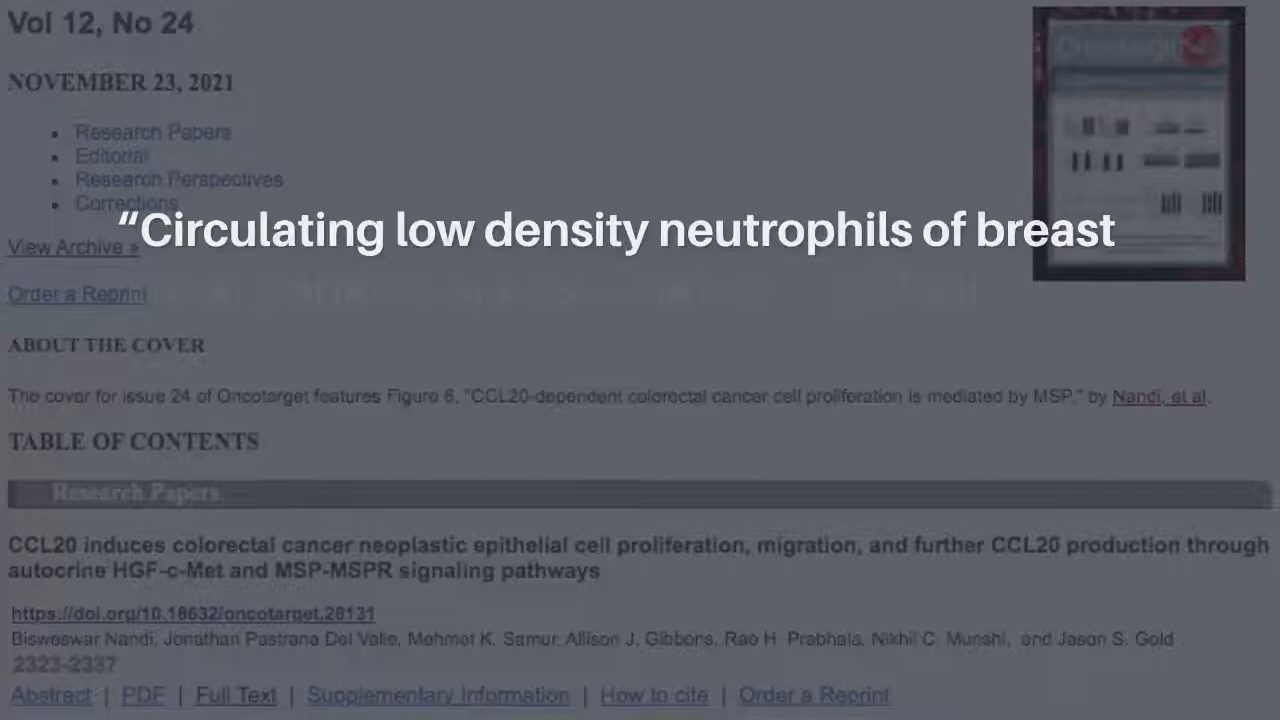 Vol 12, No 24
NOVEMBER 23, 2021
Research Papers
Editorial
Research Perspectives
Corrections
“Circulating low density neutrophils of breast
View Archive »
Order a Reprint
ABOUT THE COVER
The cover for issue 24 of Oncotarget features Figure 6, "CCL20-dependent colorectal cancer cell proliferation is mediated by MSP," by Nandi, et al.
TABLE OF CONTENTS
Research Papers
CCL20 induces colorectal cancer neoplastic epithelial cell proliferation, migration, and further CCL20 production through
autocrine HGF-c-Met and MSP-MSPR signaling pathways
https://doi.org/10.18632/oncotarget.28131
Bisweswar Nandi, Jonathan Pastrana Del Valle, Mehmet K. Samur, Allison J. Gibbons, Rao H. Prabhala, Nikhil C. Munshi, and Jason S. Gold
2323-2337
Abstract | PDF | Full Text | Supplementary Information | How to cite | Order a Reprint